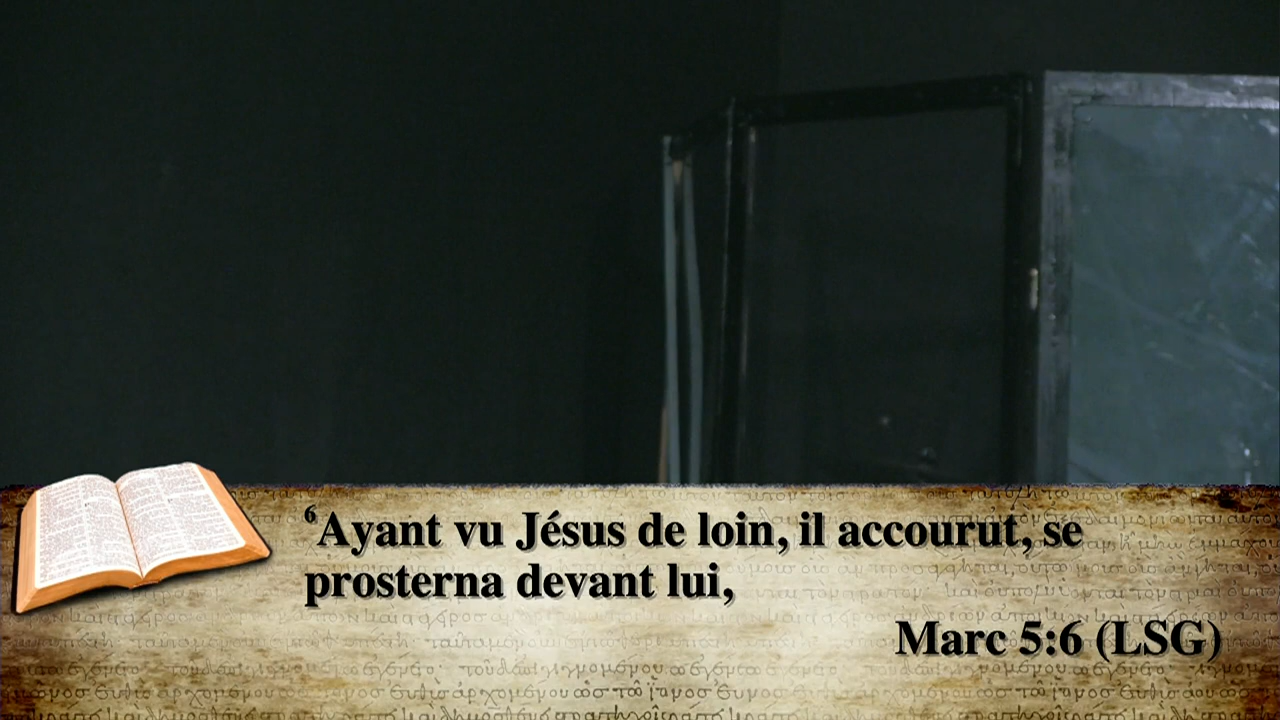 ⁶Ayant vu Jésus de loin, il accourut, se
prosterna devant lui,
Marc 5:6 (LSG)